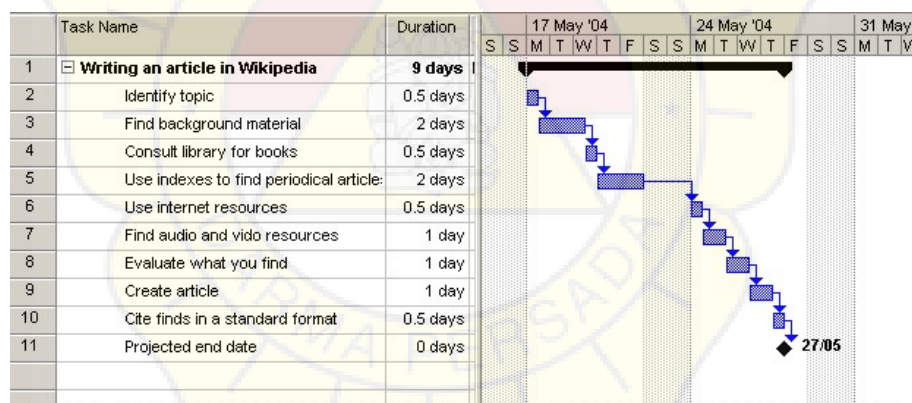 Task Name Duration 17 May '04 24 May '04 31 May
S S M T W T F S S M T W T F S S M T W
1 Writing an article in Wikipedia 9 days
2 Identify topic 0.5 days
3 Find background material 2 days
4 Consult library for books 0.5 days
5 Use indexes to find periodical article: 2 days
6 Use internet resources 0.5 days
7 Find audio and vido resources 1 day
8 Evaluate what you find 1 day
9 Create article 1 day
10 Cite finds in a standard format 0.5 days
11 Projected end date 0 days 27/05
ARMA PERSADA